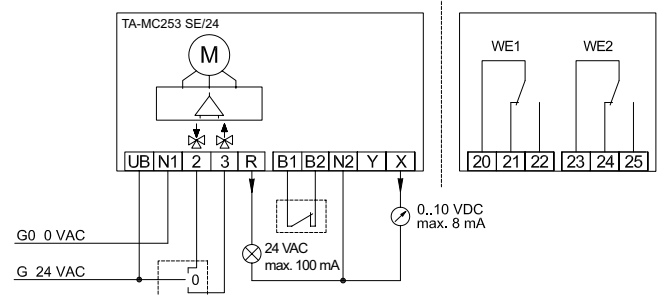 TA-MC253 SE/24
M
WE1 WE2
UB N1 2 3 R B1 B2 N2 Y X
20 21 22 23 24 25
0..10 VDC
max. 8 mA
G0 0 VAC
24 VAC
max. 100 mA
G 24 VAC
0